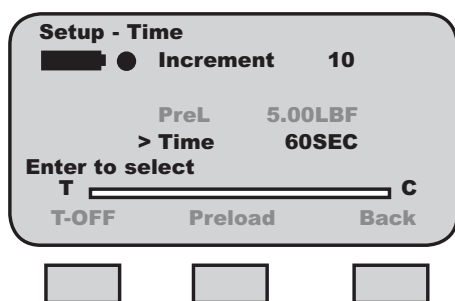 Setup - Time
Increment 10
PreL 5.00LBF
> Time 60SEC
Enter to select
T C
T-OFF Preload Back